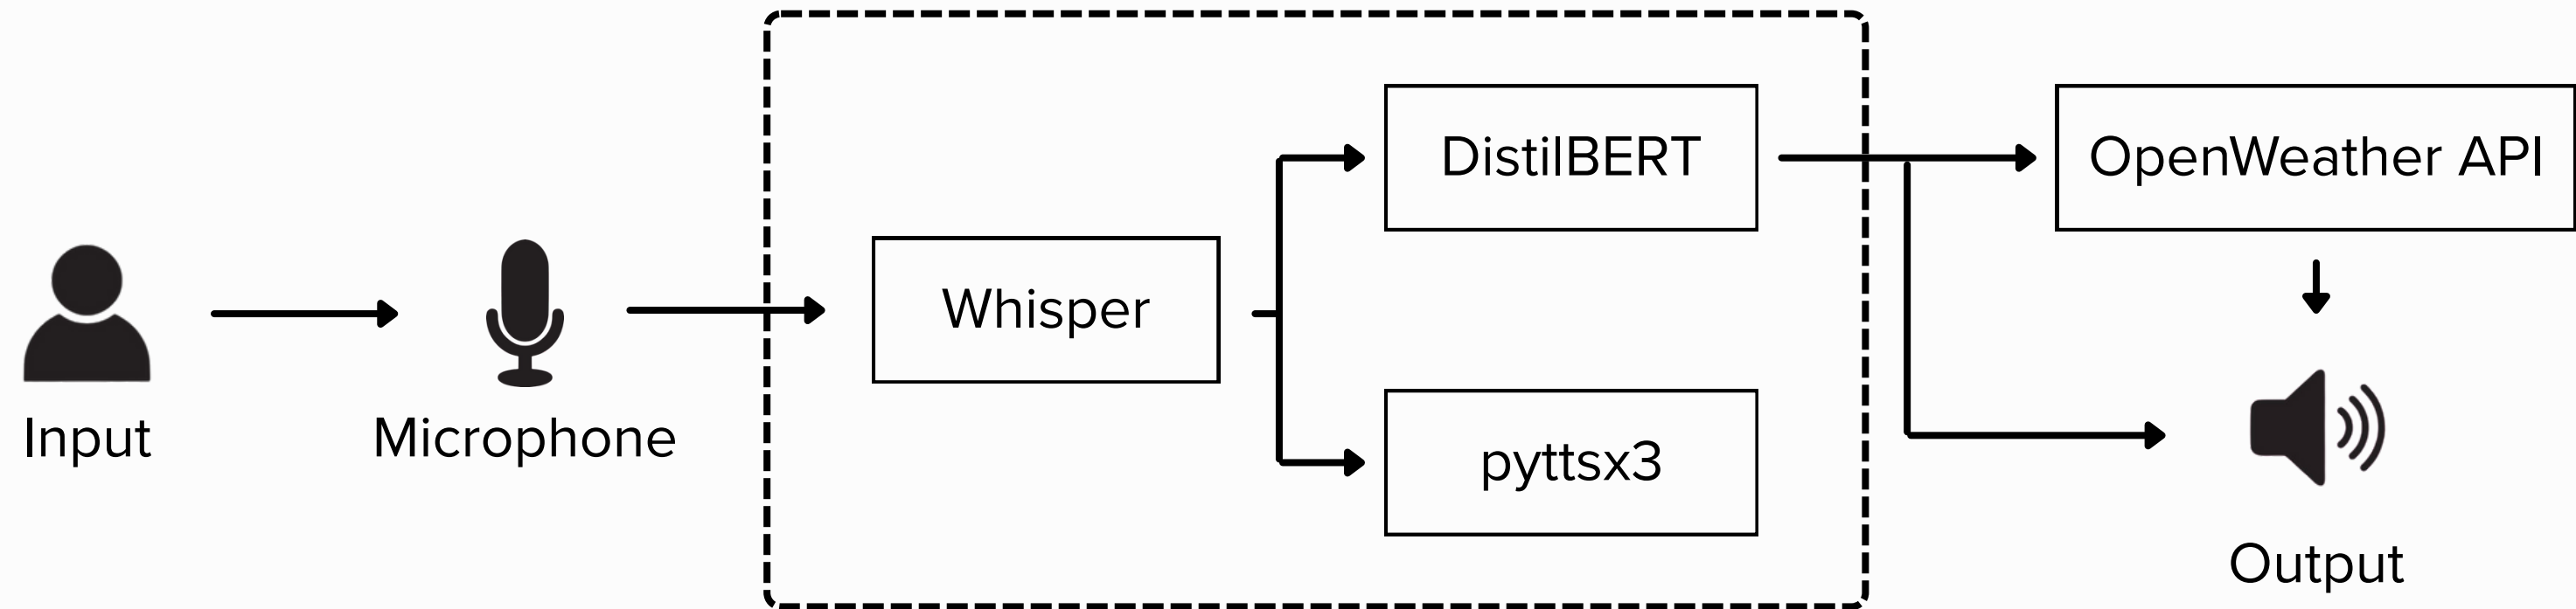 Input
Microphone
Whisper
DistilBERT
pyttsx3
OpenWeather API
Output